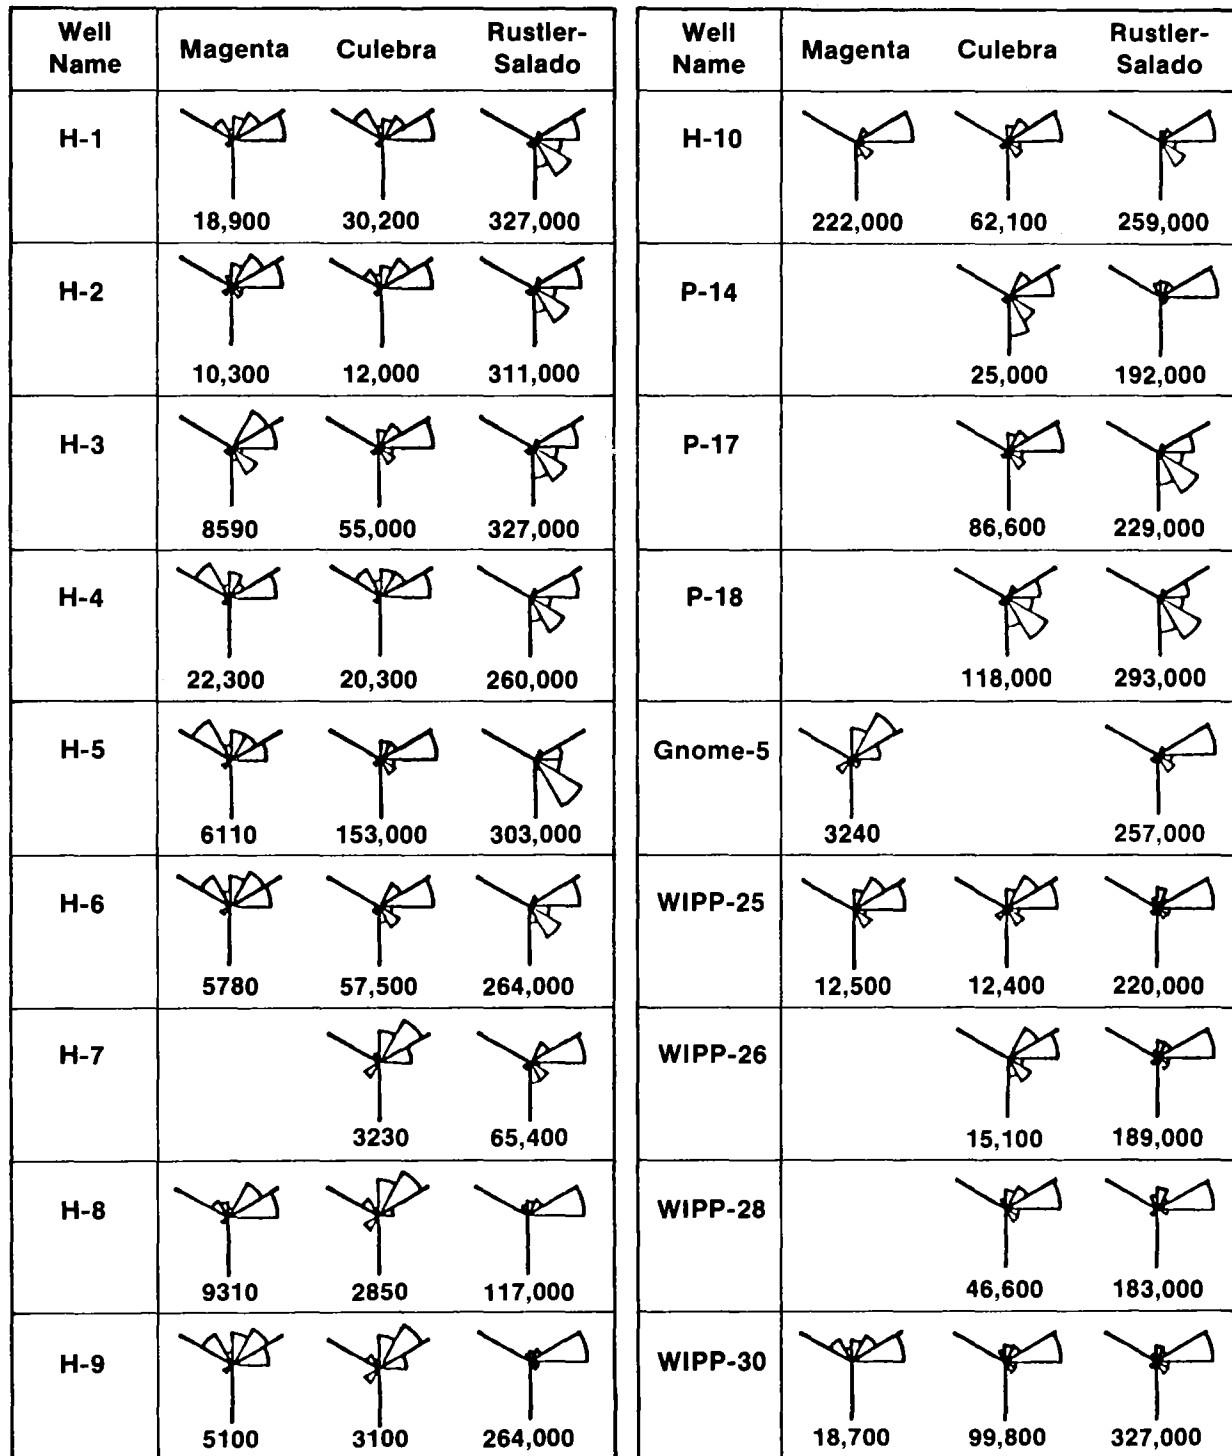 Well Name Magenta Culebra Rustler-Salado
H-1
18,900 30,200 327,000
H-2
10,300 12,000 311,000
H-3
8590 55,000 327,000
H-4
22,300 20,300 260,000
H-5
6110 153,000 303,000
H-6
5780 57,500 264,000
H-7
3230 65,400
H-8
9310 2850 117,000
H-9
5100 3100 264,000
Well Name Magenta Culebra Rustler-Salado
H-10
222,000 62,100 259,000
P-14
25,000 192,000
P-17
86,600 229,000
P-18
118,000 293,000
Gnome-5
3240 257,000
WIPP-25
12,500 12,400 220,000
WIPP-26
15,100 189,000
WIPP-28
46,600 183,000
WIPP-30
18,700 99,800 327,000